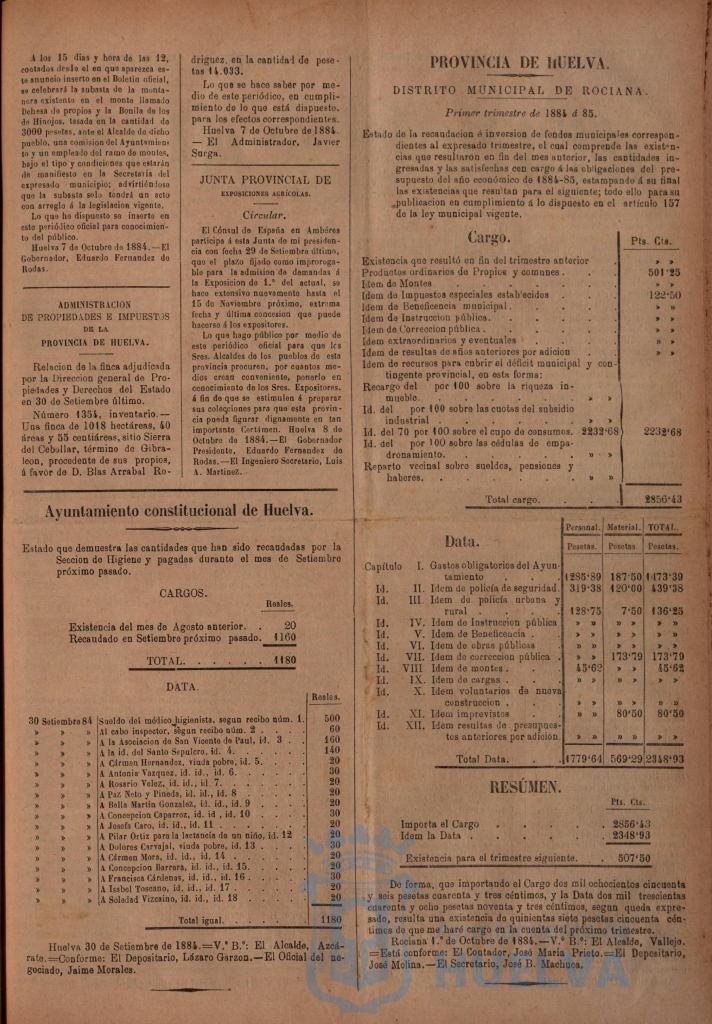 A los 15 dias y hora de las 12,
contados desde el en que aparezca es-
te anuncio inserto en el Boletin oficial,
se celebrará la subasta de la monta-
nera existento en el monte llamado
Dehesa de propios y la Bonila de los
de Hinojos, tasada en la cantidad de
3000 pesetas, ante el Alcalde de dicho
pueblo, una comision del Ayuntamien-
to y un empleado del ramo de montes,
bajo el tipo y condiciones que estarán
de manifiesto en la Secretaría del
expresado municipio; advirtiéndose
que la subasta solo tendrá un acto
con arreglo á la legislacion vigente.
Lo que he dispuesto se inserte en
este periódico oficial para conocimien-
to del público.
Huelva 7 de Octubre de 1884.—El
Gobernador, Eduardo Fernandez de
Rodas.
ADMINISTRACION
DE PROPIEDADES E IMPUESTOS
DE LA
PROVINCIA DE HUELVA.
Relacion de la finca adjudicada
por la Direccion general de Pro-
piedades y Derechos del Estado
en 30 de Setiembre último.
Número 1354, inventario.—
Una finca de 1018 hectáreas, 40
áreas y 55 centiáreas, sitio Sierra
del Cebollar, término de Gibra-
leon, procedente de sus propios,
á favor de D. Blas Arrabal Ro-
driguez, en la cantidad de pese-
tas 14.033.
Lo que se hace saber por me-
dio de este periódico, en cumpli-
miento de lo que está dispuesto,
para los efectos correspondientes.
Huelva 7 de Octubre de 1884.
— El Administrador, Javier
Surga.
JUNTA PROVINCIAL DE
EXPOSICIONES AGRÍCOLAS.
Circular.
El Cónsul de España en Ambéres
participa á esta Junta de mi presiden-
cia con fecha 29 de Setiembre último,
que el plazo fijado como improroga-
ble para la admision de demandas á
la Exposicion de 1.º del actual, se
hace extensivo nuevamente hasta el
15 de Noviembre próximo, extrema
fecha y última concesion que puede
hacerse á los expositores.
Lo que hago público por medio de
este periódico oficial para que los
Sres. Alcaldes de los pueblos de esta
provincia procuren, por cuantos me-
dios crean conveniente, ponerlo en
conocimiento de los Sres. Expositores,
á fin de que se estimulen á preparar
sus colecciones para que esta provin-
cia pueda figurar dignamente en tan
importante Certámen. Huelva 8 de
Octubre de 1884.—El Gobernador
Presidente, Eduardo Fernandez de
Rodas.—El Ingeniero Secretario, Luis
A. Martinez.
Ayuntamiento constitucional de Huelva.
Estado que demuestra las cantidades que han sido recaudadas por la
Seccion de Higiene y pagadas durante el mes de Setiembre
próximo pasado.
CARGOS.
Reales.
Existencia del mes de Agosto anterior. . 20
Recaudado en Setiembre próximo pasado. 1160
TOTAL. . . . . . 1180
DATA.
Reales.
30 Setiembre 84 Sueldo del médico higienista, segun recibo núm. 1. 500
» » » Al cabo inspector, segun recibo núm. 2 . . . 60
» » » A la Asociacion de San Vicente de Paul, id. 3 . . 160
» » » A la id. del Santo Sepulcro, id. 4. . . . . 140
» » » A Cármen Hernandez, viuda pobre, id. 5. . . . 20
» » » A Antonia Vazquez, id. id., id. 6. . . . . 30
» » » A Rosario Velez, id. id., id. 7. . . . . 20
» » » A Paz Neto y Pineda, id. id., id. 8 . . . . 20
» » » A Bella Martin Gonzalez, id. id., id. 9 . . . 20
» » » A Concepcion Caparroz, id. id., id. 10 . . . 30
» » » A Josefa Caro, id. id., id. 11 . . . . . 20
» » » A Pilar Ortiz para la lactancia de un niño, id. 12 . 20
» » » A Dolores Carvajal, viuda pobre, id. 13 . . . 30
» » » A Cármen Mora, id. id., id. 14 . . . . . 20
» » » A Concepcion Barrera, id. id., id. 15. . . . 20
» » » A Francisca Cárdenas, id. id., id. 16 . . . 30
» » » A Isabel Toscano, id. id., id. 17 . . . . 20
» » » A Soledad Vizcaino, id. id., id. 18 . . . . 20
Total igual. . . . . 1180
Huelva 30 de Setiembre de 1884.=V.º B.º: El Alcalde, Azcá-
rate.=Conforme: El Depositario, Lázaro Garzon.—El Oficial del ne-
gociado, Jaime Morales.
PROVINCIA DE HUELVA.
DISTRITO MUNICIPAL DE ROCIANA.
Primer trimestre de 1884 á 85.
Estado de la recaudacion é inversion de fondos municipales correspon-
dientes al expresado trimestre, el cual comprende las existen-
cias que resultaron en fin del mes anterior, las cantidades in-
gresadas y las satisfechas con cargo á las obligaciones del pre-
supuesto del año económico de 1884-85, estampando á su final
las existencias que resultan para el siguiente; todo ello para su
publicacion en cumplimiento á lo dispuesto en el artículo 157
de la ley municipal vigente.
Cargo. Pts. Cts.
Existencia que resultó en fin del trimestre anterior » »
Productos ordinarios de Propios y comunes. . . 501'25
Idem de Montes . . . . . . » »
Idem de Impuestos especiales establecidos . . . 122'50
Idem de Beneficencia municipal. . . . . » »
Idem de Instruccion pública. . . . . . » »
Idem de Correccion pública . . . . . . » »
Idem extraordinarios y eventuales . . . . » »
Idem de resultas de años anteriores por adicion . » »
Idem de recursos para cubrir el déficit municipal y con-
tingente provincial, en esta forma:
Recargo del por 100 sobre la riqueza in-
mueble. . . . . . » »
Id. del por 100 sobre las cuotas del subsidio
industrial . . . . . » »
Id. del 70 por 100 sobre el cupo de consumos. 2232'68 2232'68
Id. del por 100 sobre las cédulas de empa-
dronamiento. . . . . » »
Reparto vecinal sobre sueldos, pensiones y
haberes. . . . . . » »
Total cargo. . . . 2856'43
Data. Personal. Material. TOTAL.
Pesetas. Pesetas Pesetas.
Capítulo I. Gastos obligatorios del Ayun-
tamiento . . . 1285'89 187'50 1473'39
Id. II. Idem de policía de seguridad. 319'38 120'00 439'38
Id. III. Idem de policía urbana y
rural . . . . 128'75 7'50 136'25
Id. IV. Idem de Instruccion pública » » » » » »
Id. V. Idem de Beneficencia . . » » » » » »
Id. VI. Idem de obras públicas . » » » » » »
Id. VII. Idem de correccion pública . » » 173'79 173'79
Id. VIII Idem de montes. . . . 45'62 » » 45'62
Id. IX. Idem de cargas . . . » » » » » »
Id. X. Idem voluntarios de nueva
construccion . . . » » » » » »
Id. XI. Idem imprevistos . . » » 80'50 80'50
Id. XII. Idem resultas de presupues-
tos anteriores por adicion. » » » » » »
Total Data. . . 1779'64 569'29 2348'93
RESÚMEN.
Pts. Cts.
Importa el Cargo . . . . 2856'43
Idem la Data . . . . . 2348'93
Existencia para el trimestre siguiente. . 507'50
De forma, que importando el Cargo dos mil ochocientos cincuenta
y seis pesetas cuarenta y tres céntimos, y la Data dos mil trescientas
cuarenta y ocho pesetas noventa y tres céntimos, segun queda expre-
sado, resulta una existencia de quinientas siete pesetas cincuenta cén-
timos de que me haré cargo en la cuenta del próximo trimestre.
Rociana 1.º de Octubre de 1884.—V.º B.º: El Alcalde, Vallejo.
=Está conforme: El Contador, José María Prieto.=El Depositario,
José Molina.—El Secretario, José B. Machuca.
HUELVA